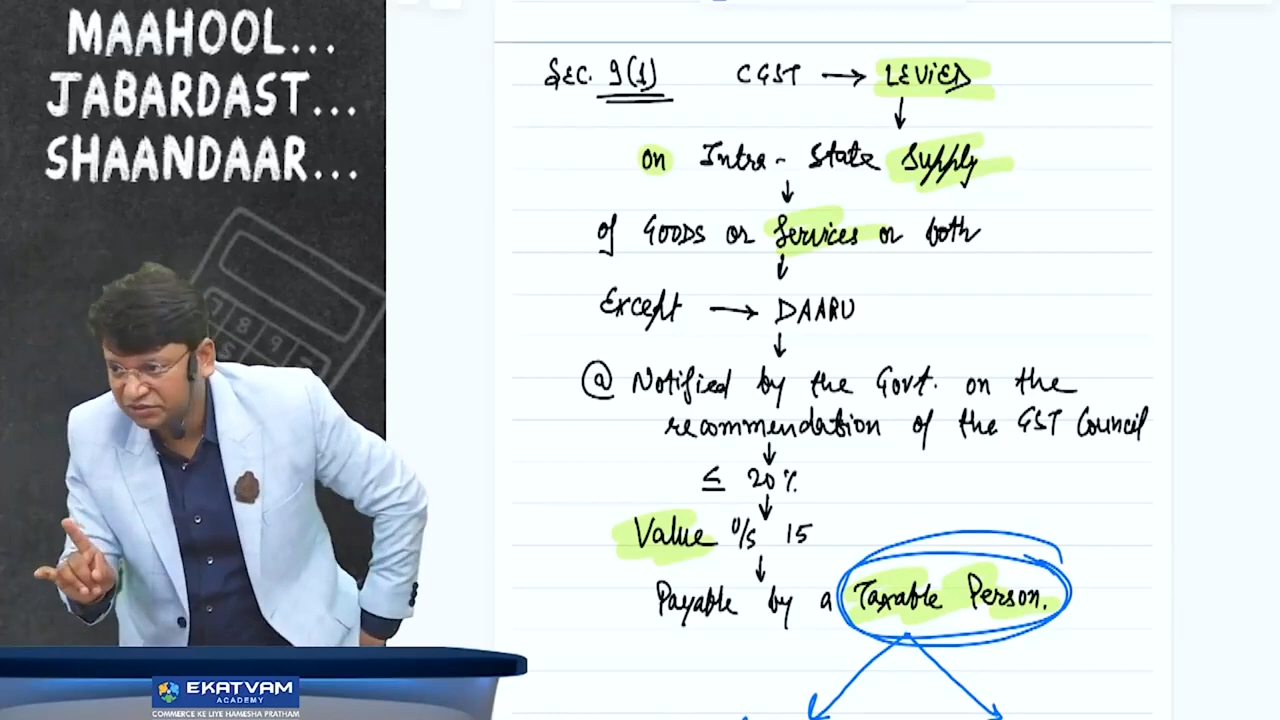 MAAHOOL...
JABARDAST...
SHAANDAAR...
SEC. 9(1) CGST → LEVIED
on Intra-State Supply
of GOODS or Services or both
Except → DAARU
@ Notified by the Govt. on the
recommendation of the GST Council
≤ 20%
Value u/s 15
Payable by a Taxable Person.
EKATVAM
ACADEMY
COMMERCE KE LIYE HAMESHA PRATHAM